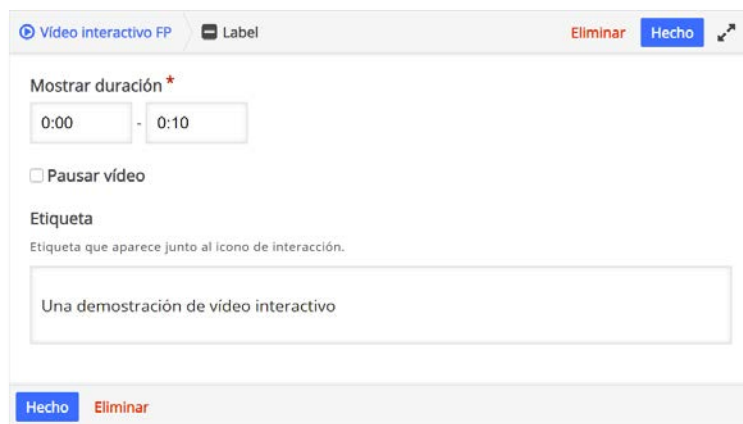 Vídeo interactivo FP Label Eliminar Hecho
Mostrar duración *
0:00 - 0:10
Pausar vídeo
Etiqueta
Etiqueta que aparece junto al icono de interacción.
Una demostración de vídeo interactivo
Hecho Eliminar